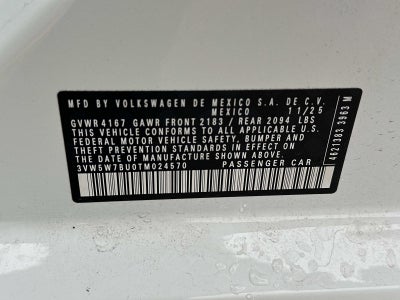 MFD BY VOLKSWAGEN DE MEXICO S.A. DE C.V.
MEXICO 11/25
GVWR 4167 GAWR FRONT 2183 / REAR 2094 LBS
THIS VEHICLE CONFORMS TO ALL APPLICABLE U.S.
FEDERAL MOTOR VEHICLE SAFETY BUMPER AND
THEFT PREVENTION STANDARDS IN EFFECT ON THE
DATE OF MANUFACTURE SHOWN ABOVE
3VW5W7BU0TM024570 PASSENGER CAR
4621383 3963 M